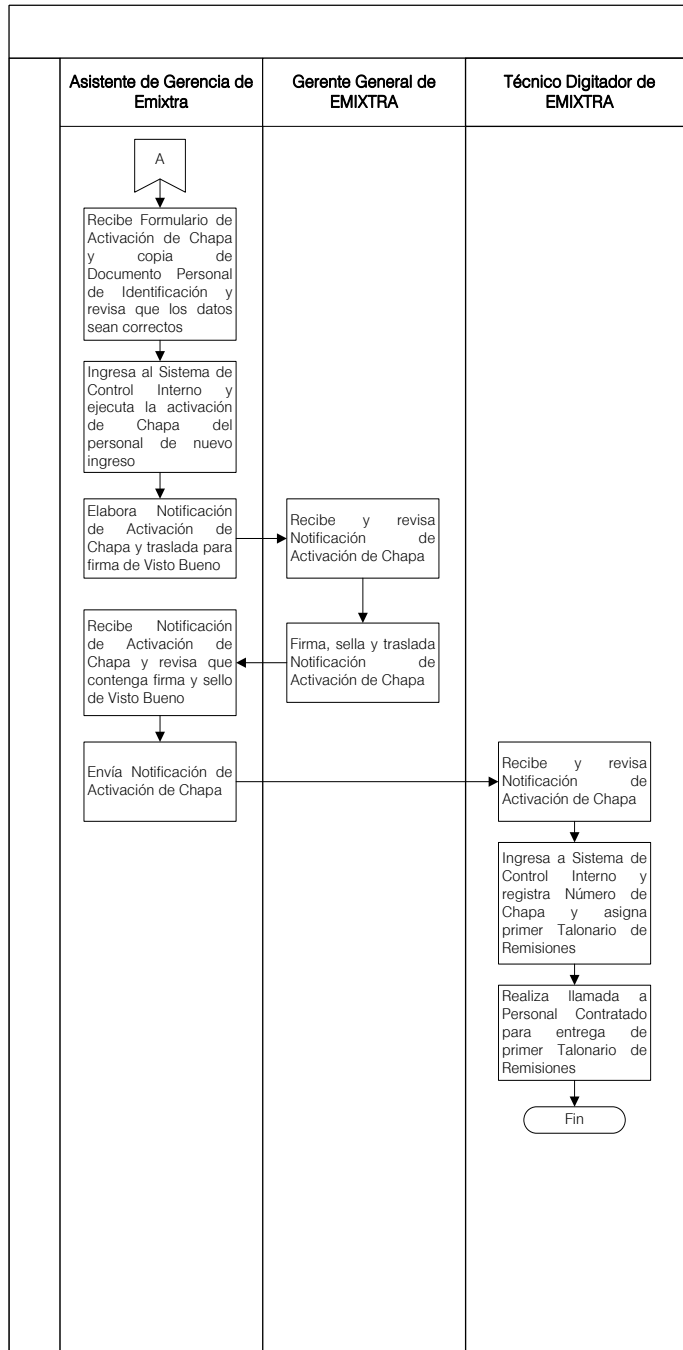 Asistente de Gerencia de
Emixtra
Gerente General de
EMIXTRA
Técnico Digitador de
EMIXTRA
A
Recibe Formulario de
Activación de Chapa
y copia de
Documento Personal
de Identificación y
revisa que los datos
sean correctos
Ingresa al Sistema de
Control Interno y
ejecuta la activación
de Chapa del
personal de nuevo
ingreso
Elabora Notificación
de Activación de
Chapa y traslada para
firma de Visto Bueno
Recibe y revisa
Notificación de
Activación de Chapa
Firma, sella y traslada
Notificación de
Activación de Chapa
Recibe Notificación
de Activación de
Chapa y revisa que
contenga firma y sello
de Visto Bueno
Envía Notificación de
Activación de Chapa
Recibe y revisa
Notificación de
Activación de Chapa
Ingresa a Sistema de
Control Interno y
registra Número de
Chapa y asigna
primer Talonario de
Remisiones
Realiza llamada a
Personal Contratado
para entrega de
primer Talonario de
Remisiones
Fin